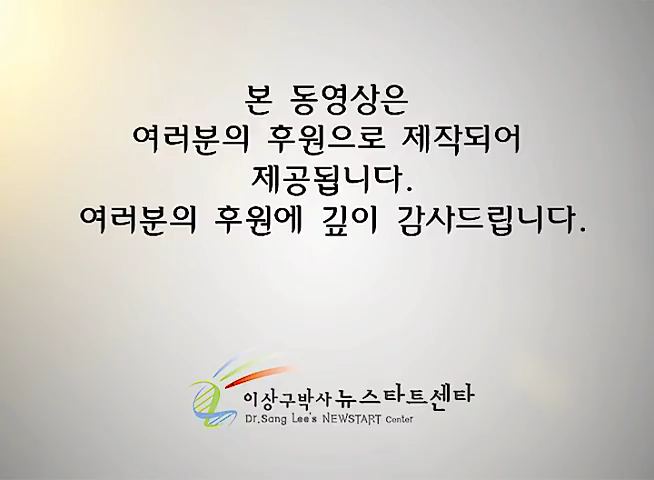 본 동영상은
여러분의 후원으로 제작되어
제공됩니다.
여러분의 후원에 깊이 감사드립니다.
이상구박사 뉴스타트센타
Dr.Sang Lee's NEWSTART Center